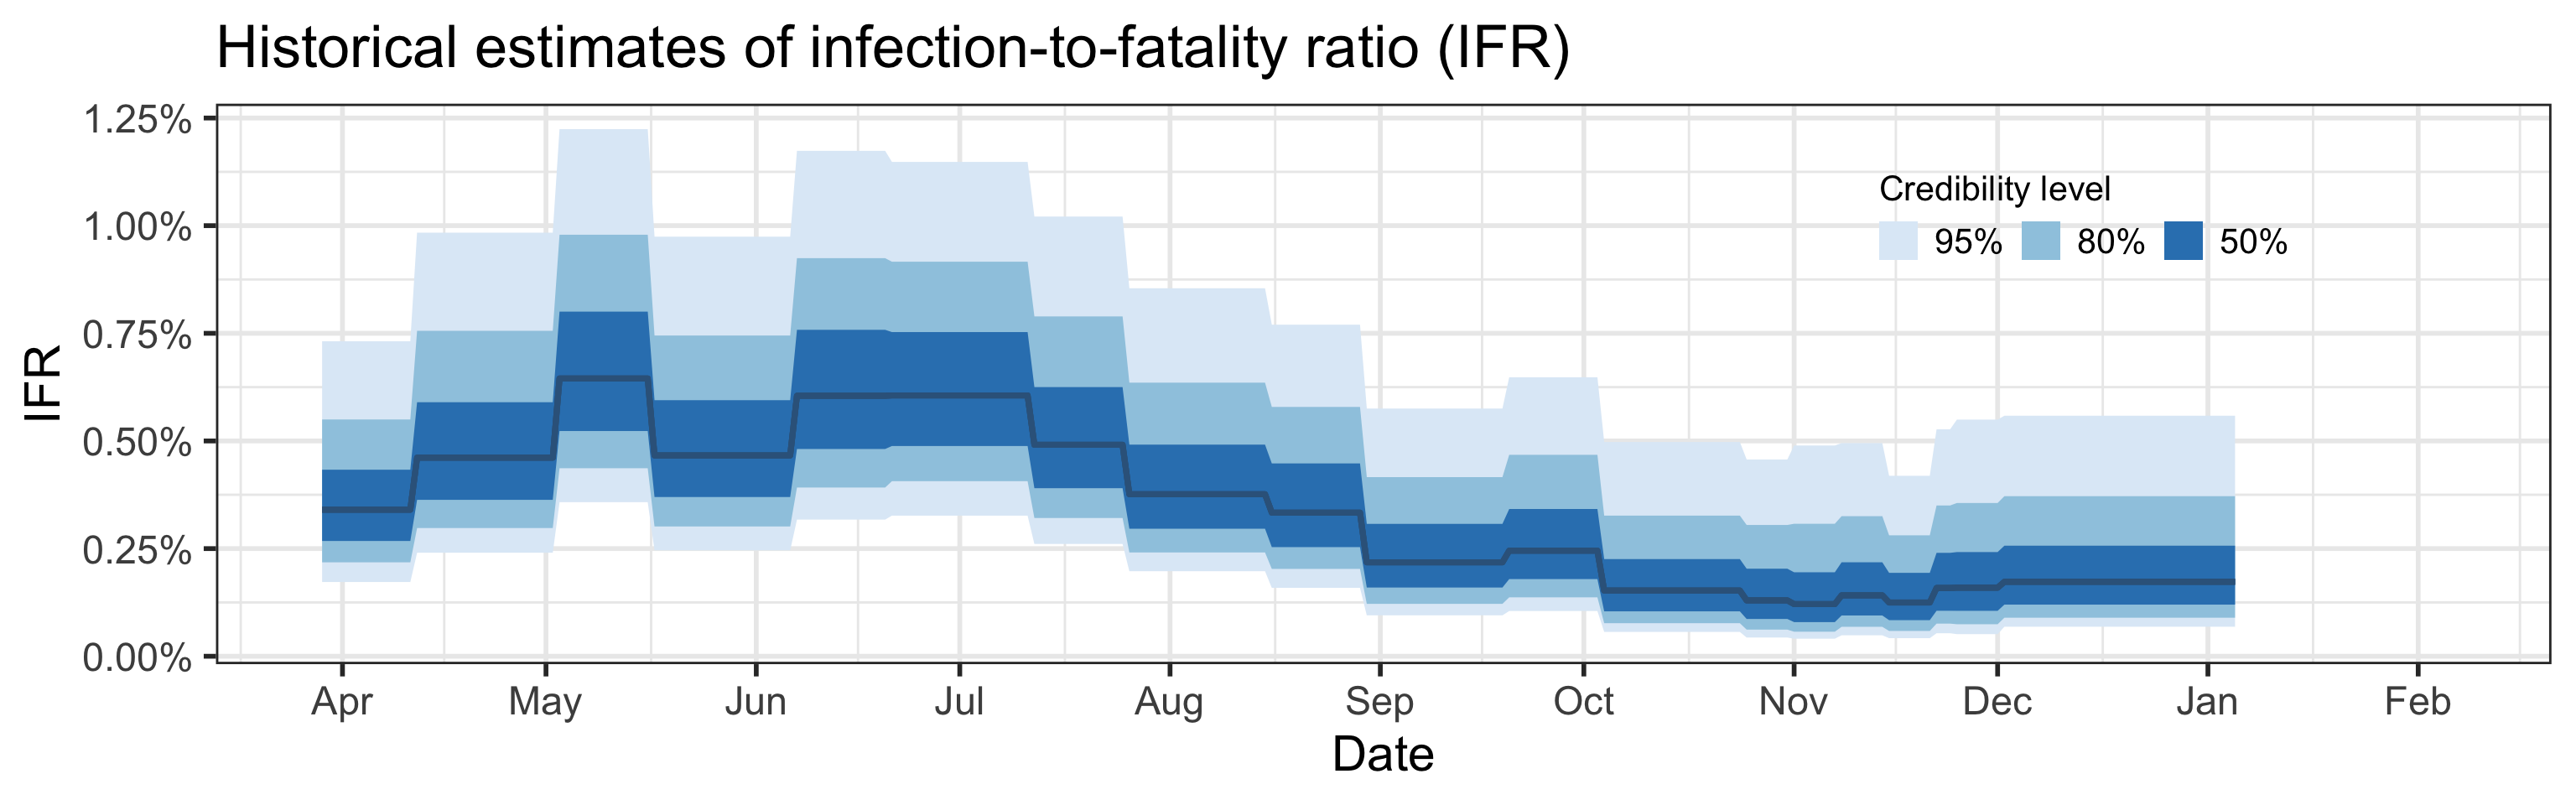 Historical estimates of infection-to-fatality ratio (IFR)
1.25%
1.00%
0.75%
0.50%
0.25%
0.00%
IFR
Credibility level
95% 80% 50%
Apr May Jun Jul Aug Sep Oct Nov Dec Jan Feb
Date